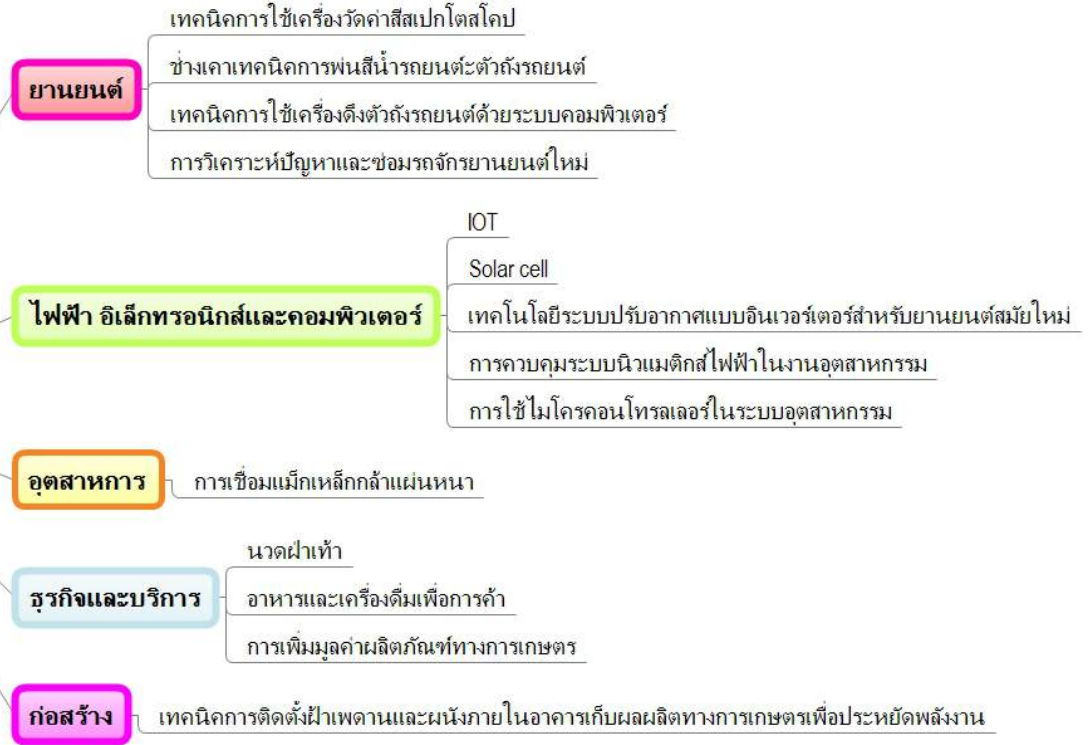 เทคนิคการใช้เครื่องวัดค่าสีสเปกโตสโคป
ช่างเคาเทคนิคการพ่นสีน้ำรถยนต์ะตัวถังรถยนต์
ยานยนต์
เทคนิคการใช้เครื่องดึงตัวถังรถยนต์ด้วยระบบคอมพิวเตอร์
การวิเคราะห์ปัญหาและซ่อมรถจักรยานยนต์ใหม่
IOT
Solar cell
ไฟฟ้า อิเล็กทรอนิกส์และคอมพิวเตอร์
เทคโนโลยีระบบปรับอากาศแบบอินเวอร์เตอร์สำหรับยานยนต์สมัยใหม่
การควบคุมระบบนิวแมติกส์ไฟฟ้าในงานอุตสาหกรรม
การใช้ไมโครคอนโทรลเลอร์ในระบบอุตสาหกรรม
อุตสาหการ
การเชื่อมแม็กเหล็กกล้าแผ่นหนา
นวดฝ่าเท้า
ธุรกิจและบริการ
อาหารและเครื่องดื่มเพื่อการค้า
การเพิ่มมูลค่าผลิตภัณฑ์ทางการเกษตร
ก่อสร้าง
เทคนิคการติดตั้งฝ้าเพดานและผนังภายในอาคารเก็บผลผลิตทางการเกษตรเพื่อประหยัดพลังงาน